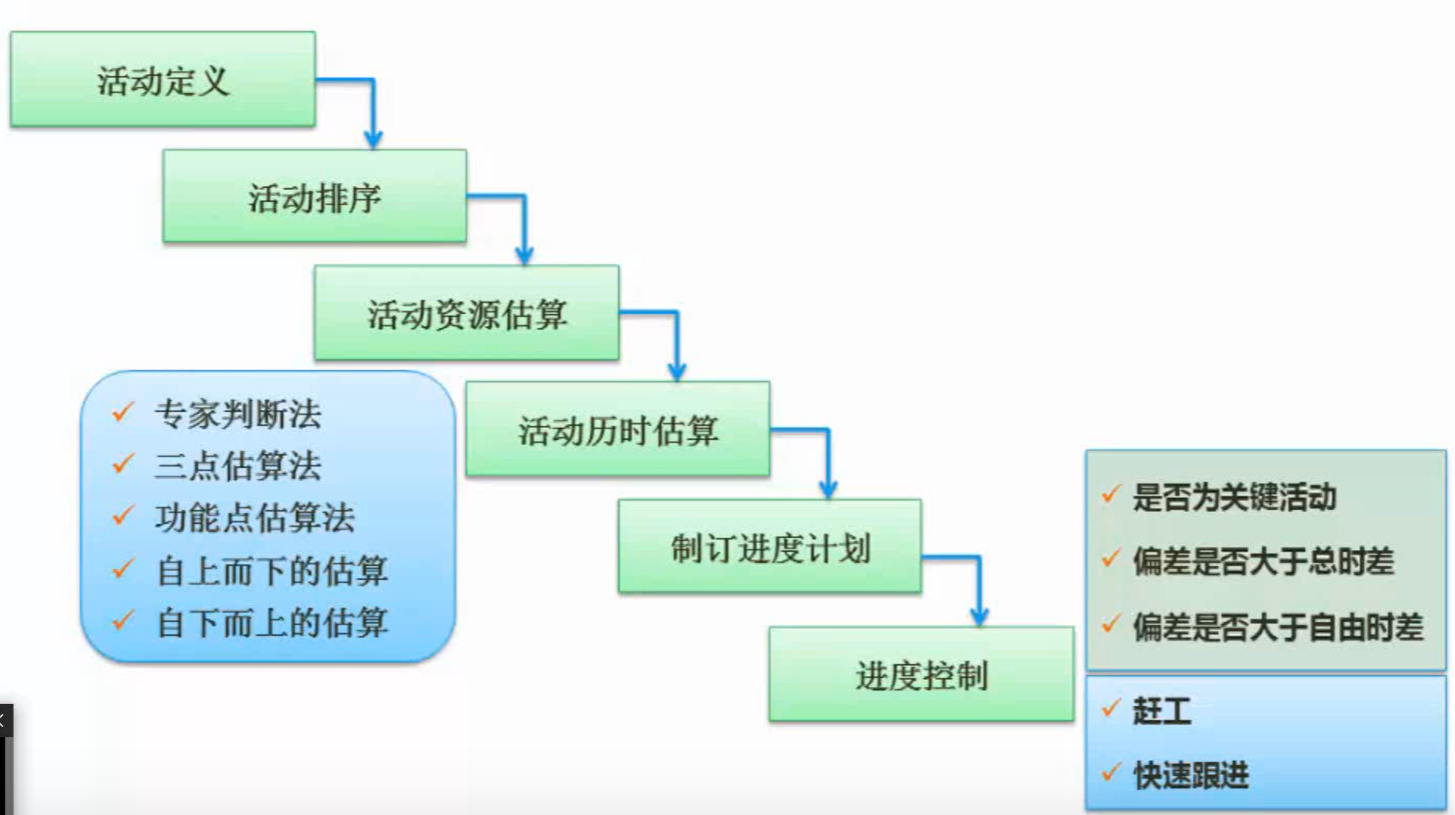 活动定义
活动排序
活动资源估算
专家判断法
三点估算法
功能点估算法
自上而下的估算
自下而上的估算
活动历时估算
制订进度计划
进度控制
是否为关键活动
偏差是否大于总时差
偏差是否大于自由时差
赶工
快速跟进